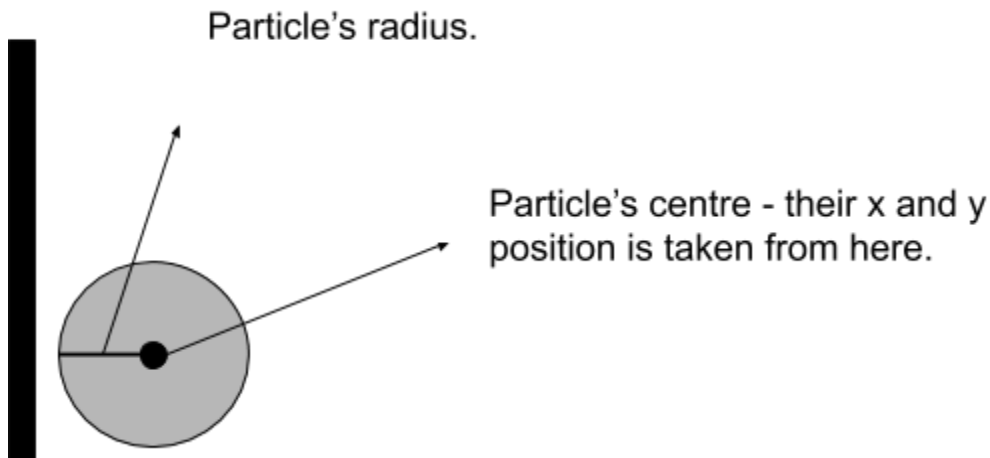 Particle’s radius.
Particle’s centre - their x and y
position is taken from here.